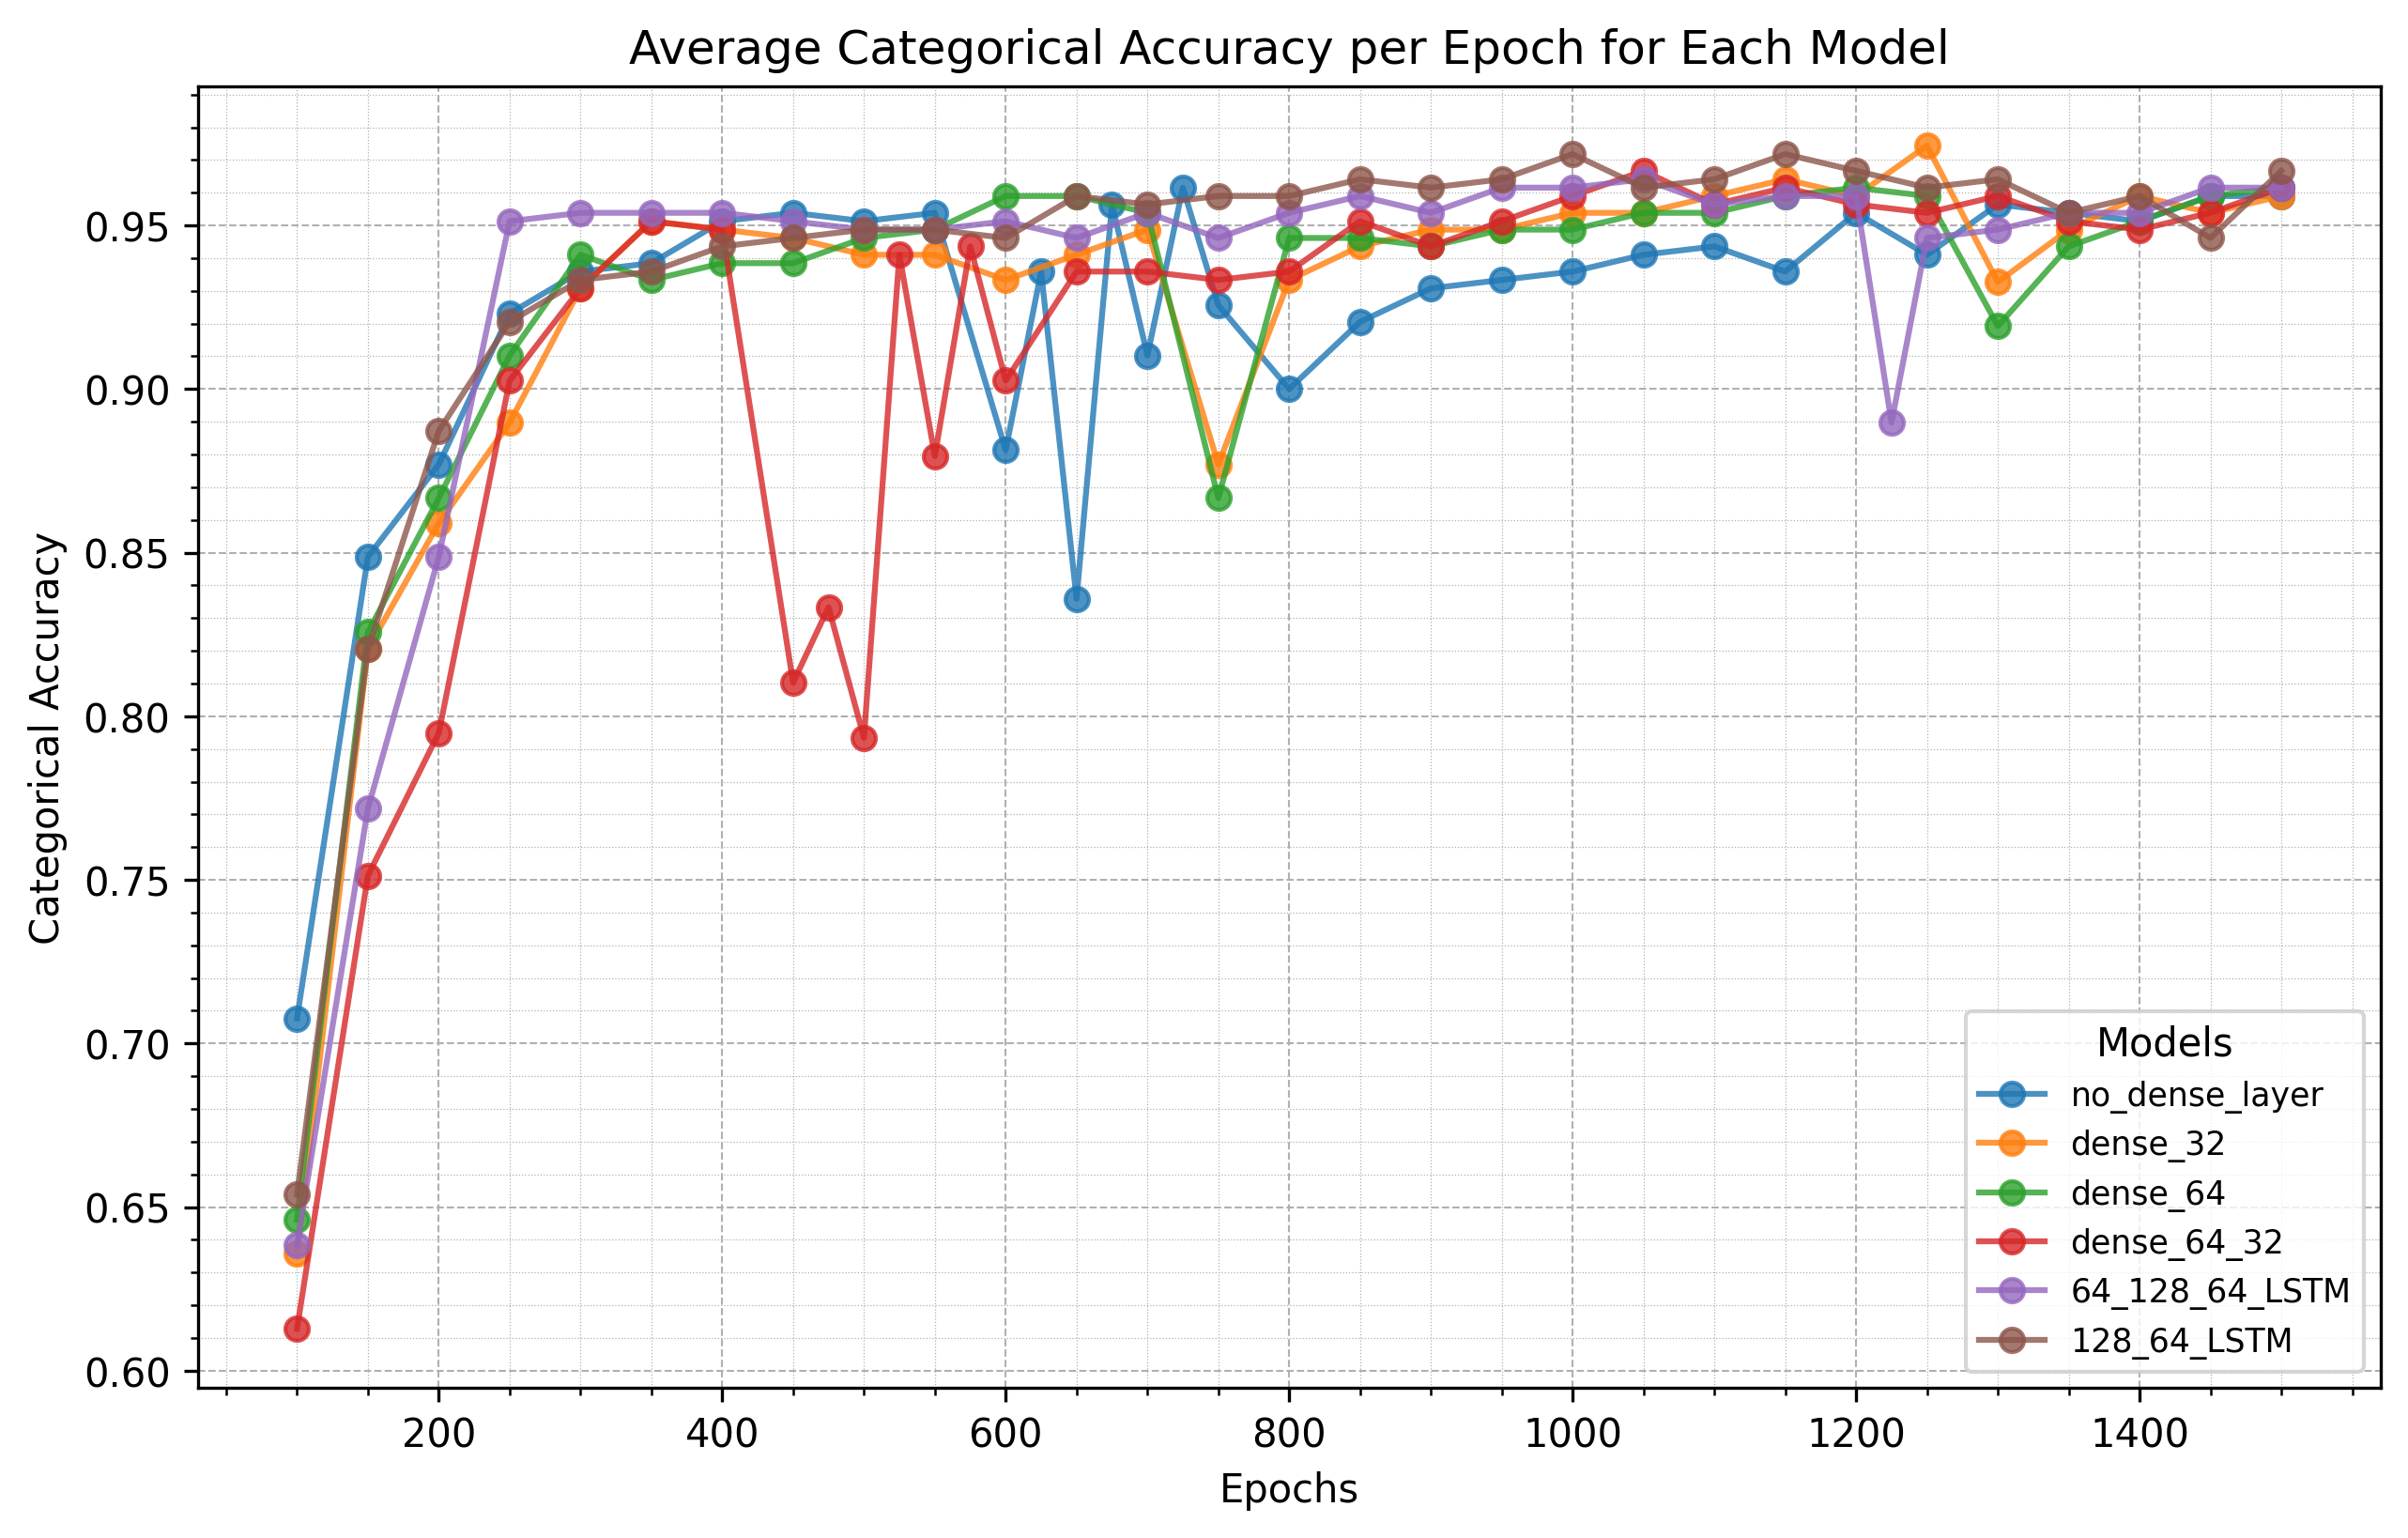 Average Categorical Accuracy per Epoch for Each Model
Categorical Accuracy
0.95
0.90
0.85
0.80
0.75
0.70
0.65
0.60
200 400 600 800 1000 1200 1400
Epochs
Models
no_dense_layer
dense_32
dense_64
dense_64_32
64_128_64_LSTM
128_64_LSTM